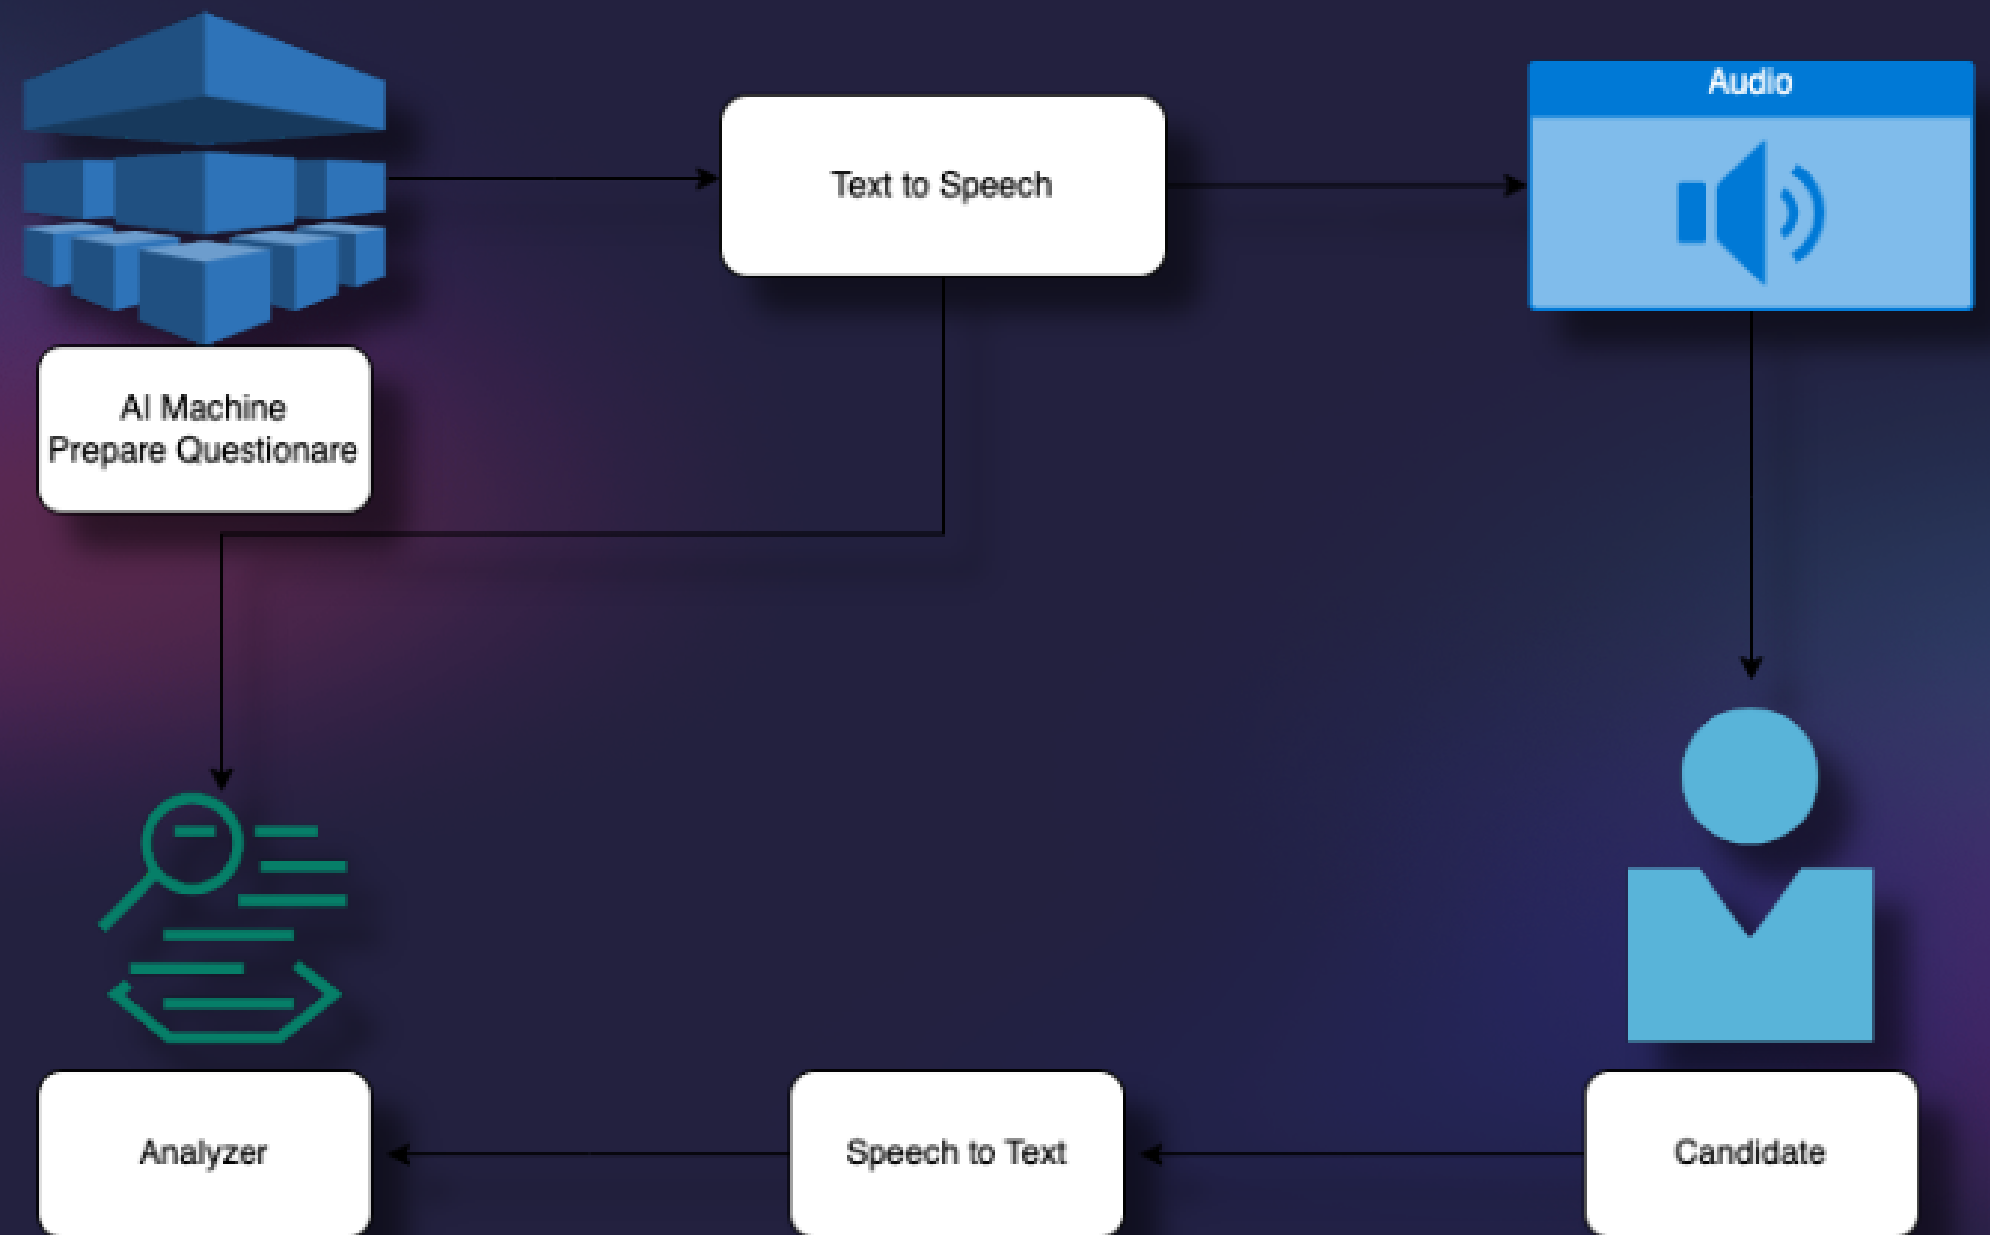 Audio
Text to Speech
AI Machine
Prepare Questionare
Analyzer
Speech to Text
Candidate